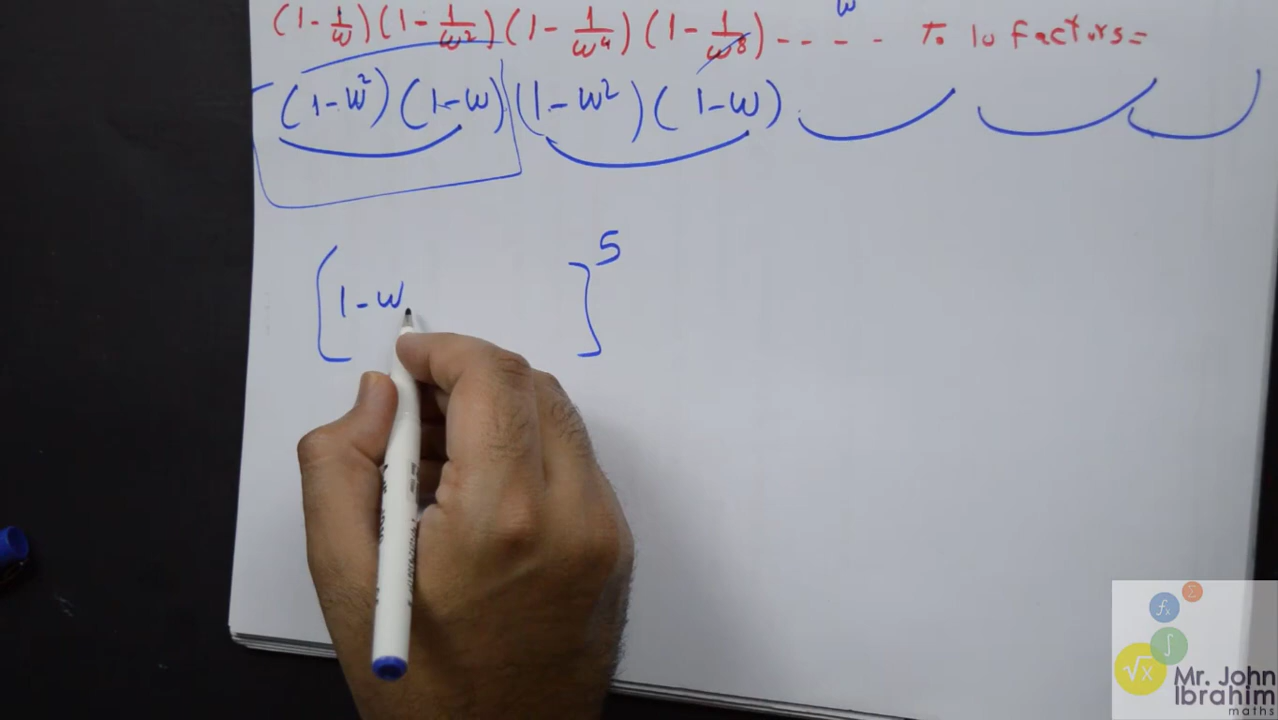 ω
(1-1/ω)(1-1/ω²)(1-1/ω⁴)(1-1/ω⁸)---- To 10 factors=
(1-ω²)(1-ω)(1-ω²)(1-ω)
[1-ω ]⁵
fx Σ
∫
√x
Mr. John
Ibrahim
maths